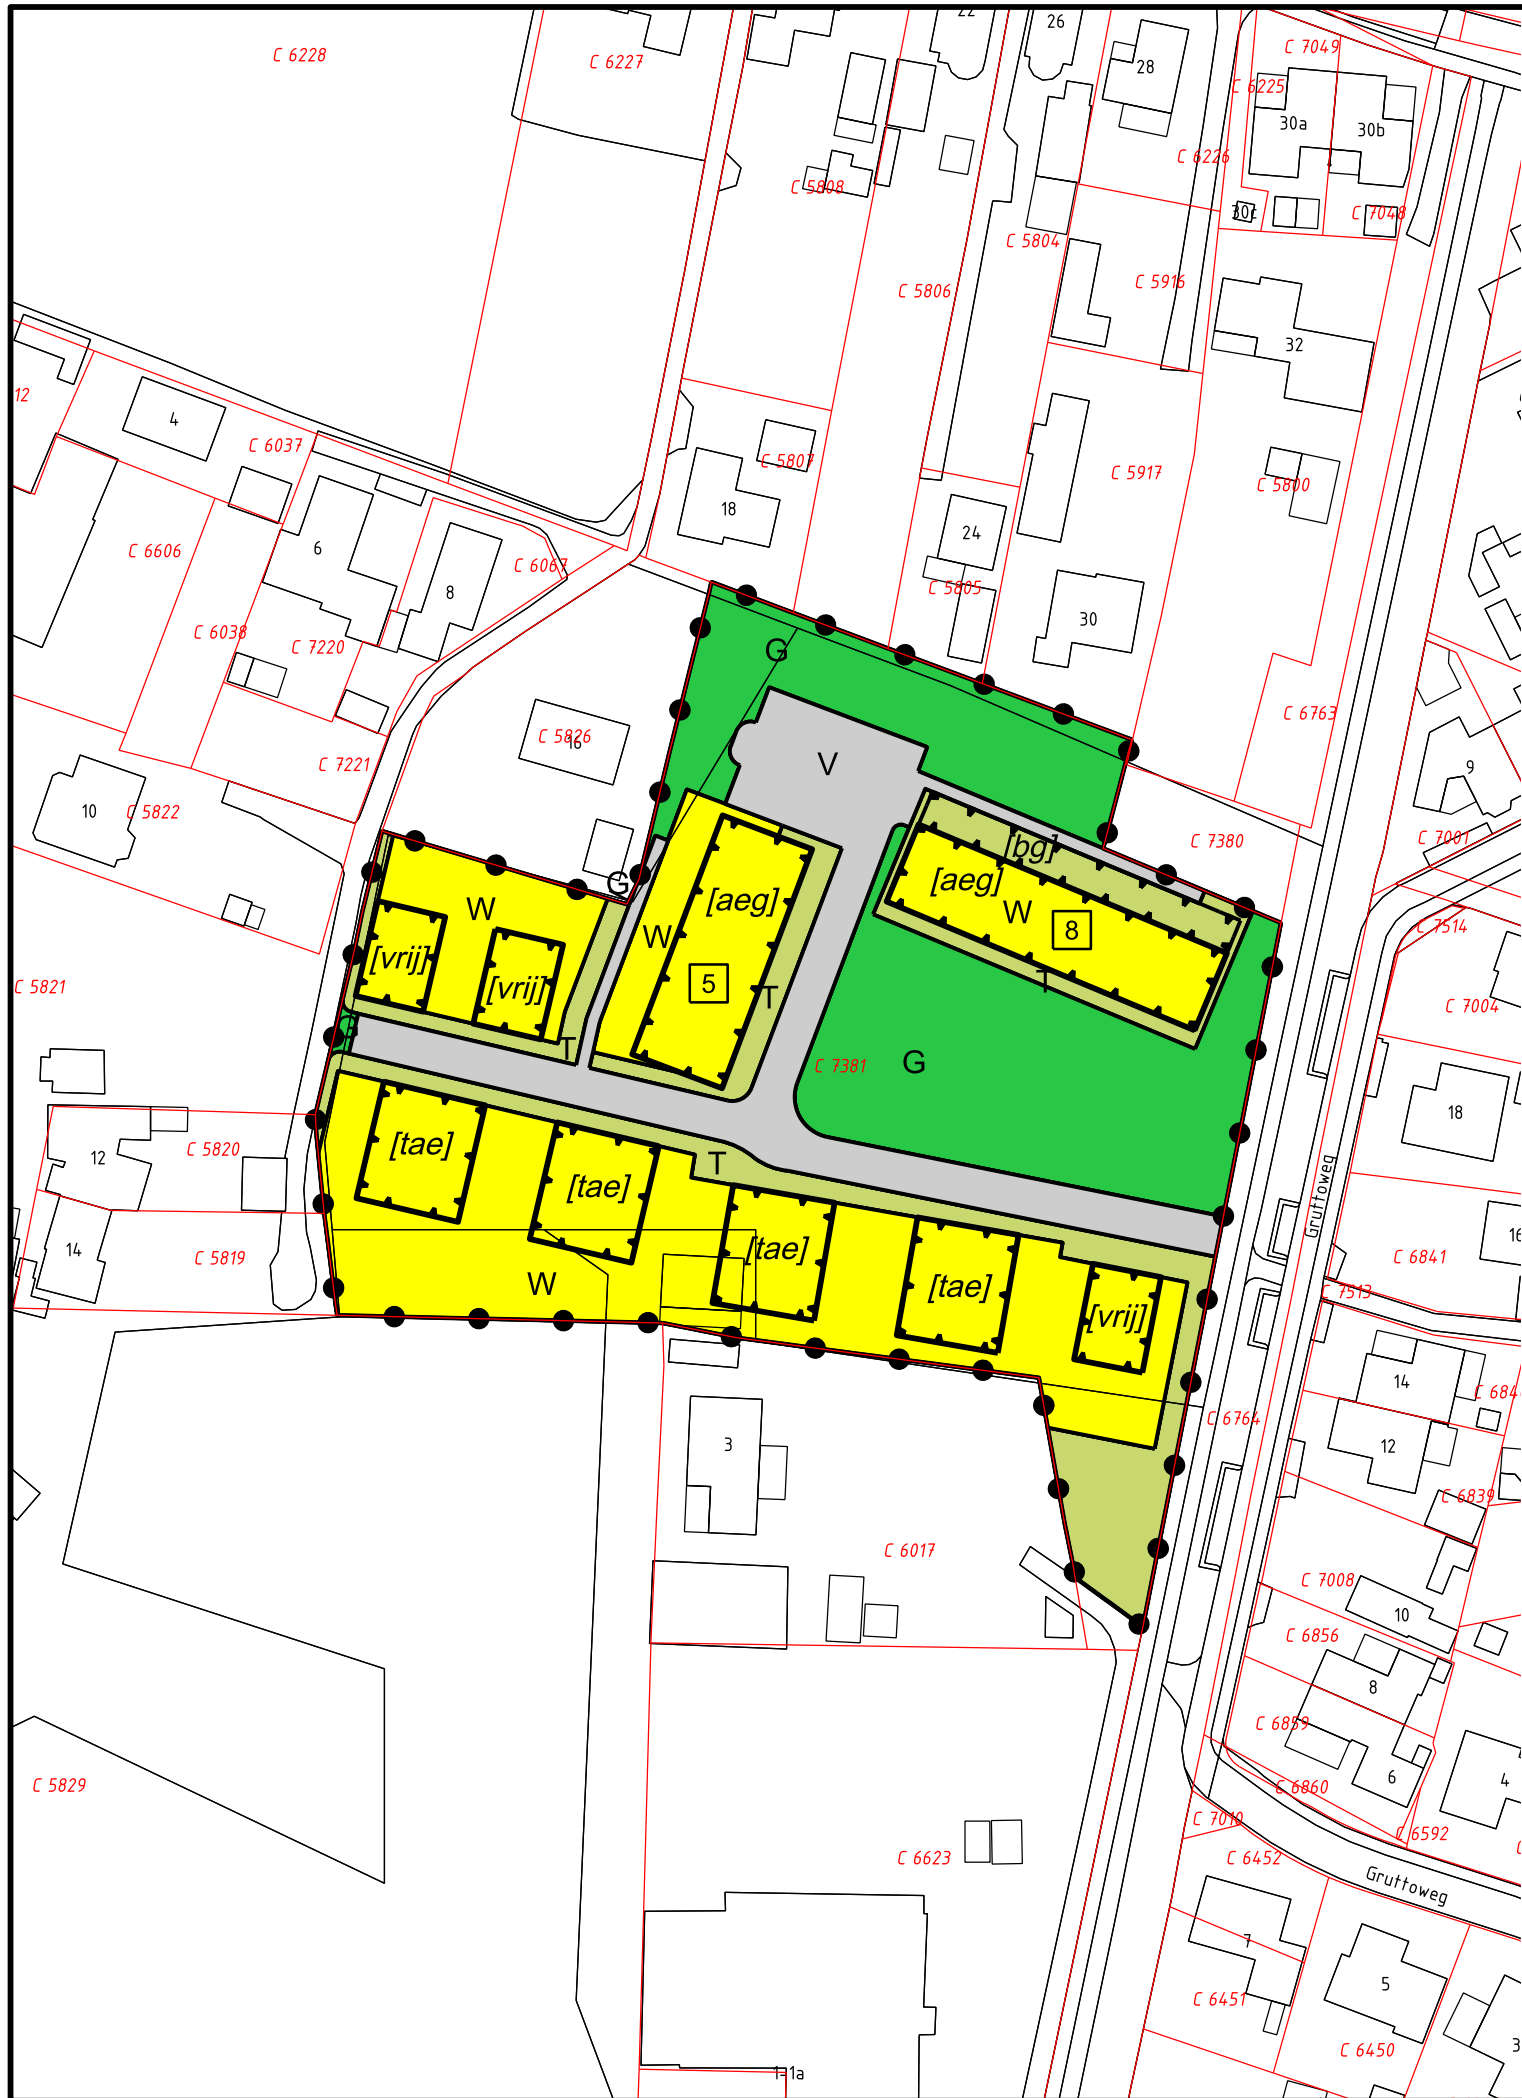 22
26
C 6228
C 6227
C 7049
28
C 6225
30a
30b
C 6226
C 5808
30c
C 7048
C 5804
C 5916
C 5806
32
12
4
C 6037
C 5807
C 5917
C 5800
18
24
C 6606
6
C 6067
8
C 5805
30
C 6038
C 7220
G
C 6763
C 5826
16
C 7221
V
9
10
C 5822
C 7380
C 7001
[bg]
G
[aeg]
[aeg]
W
W
W
8
C 7514
[vrij]
[vrij]
5
T
T
C 5821
C 7004
G
T
C 7381
G
18
12
C 5820
[tae]
T
[tae]
Gruttoweg
14
C 5819
[tae]
W
[tae]
16
C 6841
C 7513
[vrij]
14
C 6764
3
12
C 6839
C 6017
C 7008
10
C 6856
8
C 6859
C 5829
6
4
C 6860
C 7010
C 6592
C 6623
C 6452
Gruttoweg
7
5
C 6451
C 6450
3
1-1a